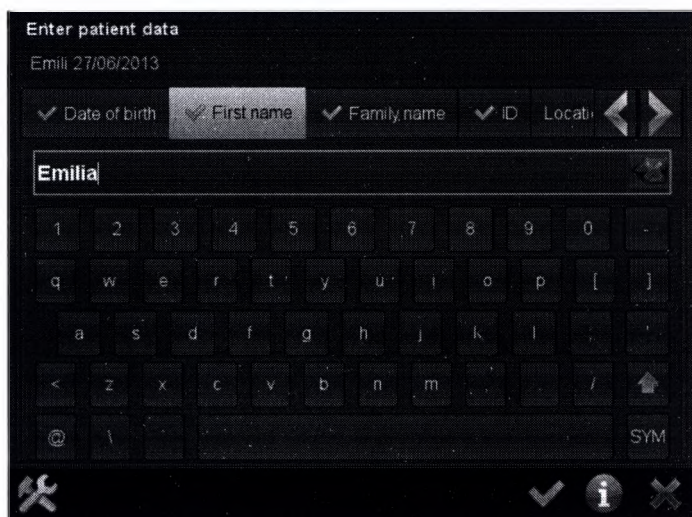 Enter patient data
Emili 27/06/2013
Date of birth First name Family name ID Locati
Emilia
1 2 3 4 5 6 7 8 9 0 -
q w e r t y u i o p [ ]
a s d f g h j k l ; '
< z x c v b n m , . /
@ \ ` SYM
i